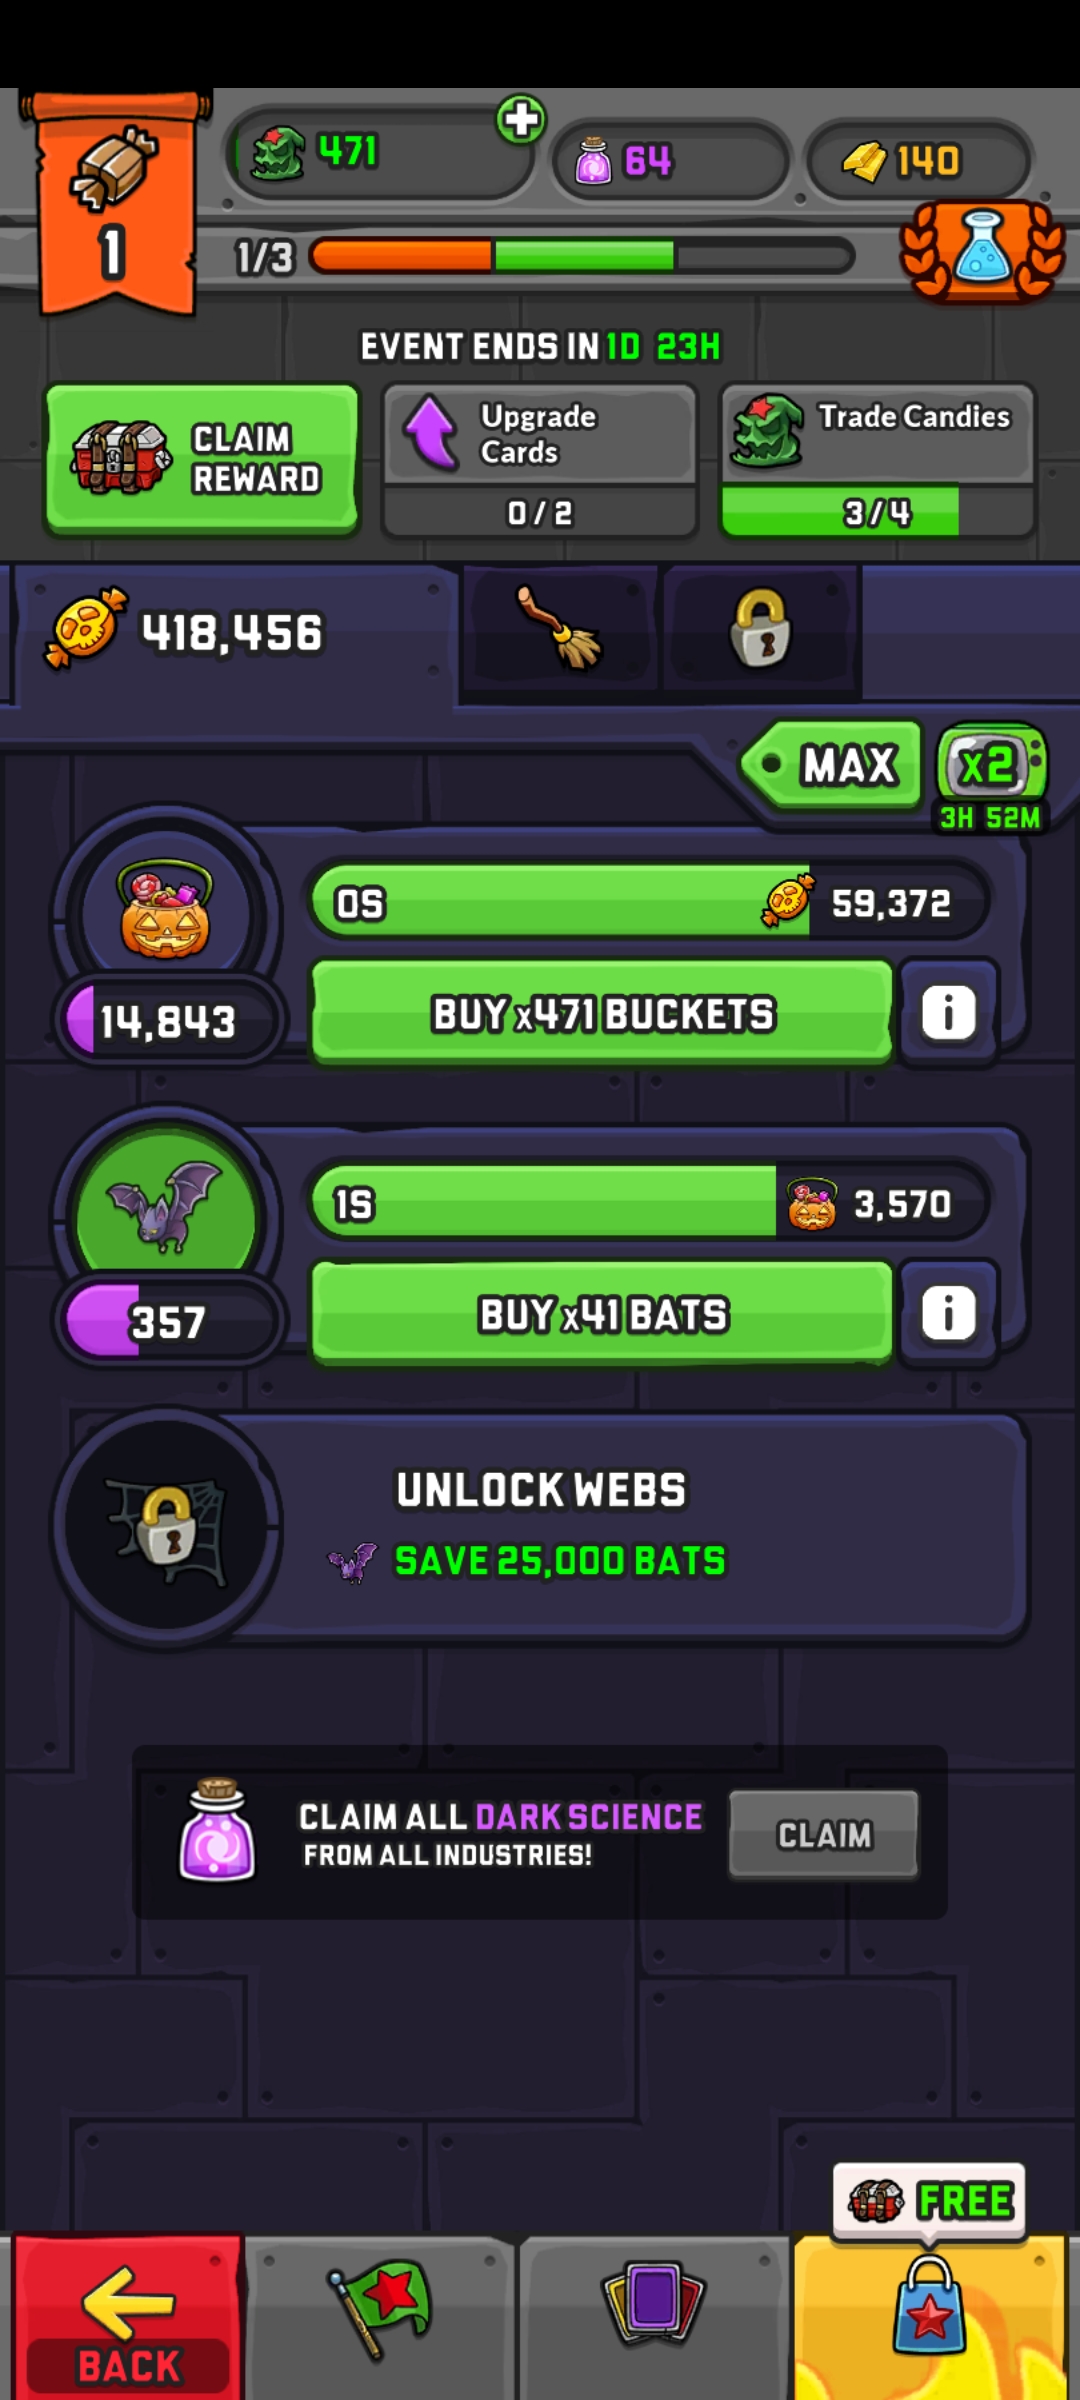 471
64
140
1
1/3
EVENT ENDS IN 1D 23H
CLAIM
REWARD
Upgrade
Cards
0/2
Trade Candies
3/4
418,456
MAX
x2
3H 52M
0S
59,372
14,843
BUY x471 BUCKETS
i
1S
3,570
357
BUY x41 BATS
i
UNLOCK WEBS
SAVE 25,000 BATS
CLAIM ALL DARK SCIENCE
FROM ALL INDUSTRIES!
CLAIM
FREE
BACK